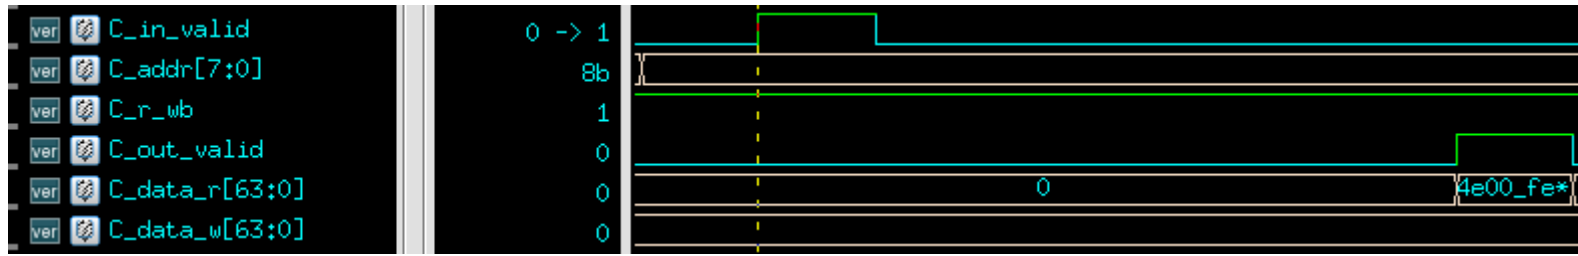 ver C_in_valid 0 -> 1
ver C_addr[7:0] 8b
ver C_r_wb 1
ver C_out_valid 0
ver C_data_r[63:0] 0 0 4e00_fe*
ver C_data_w[63:0] 0